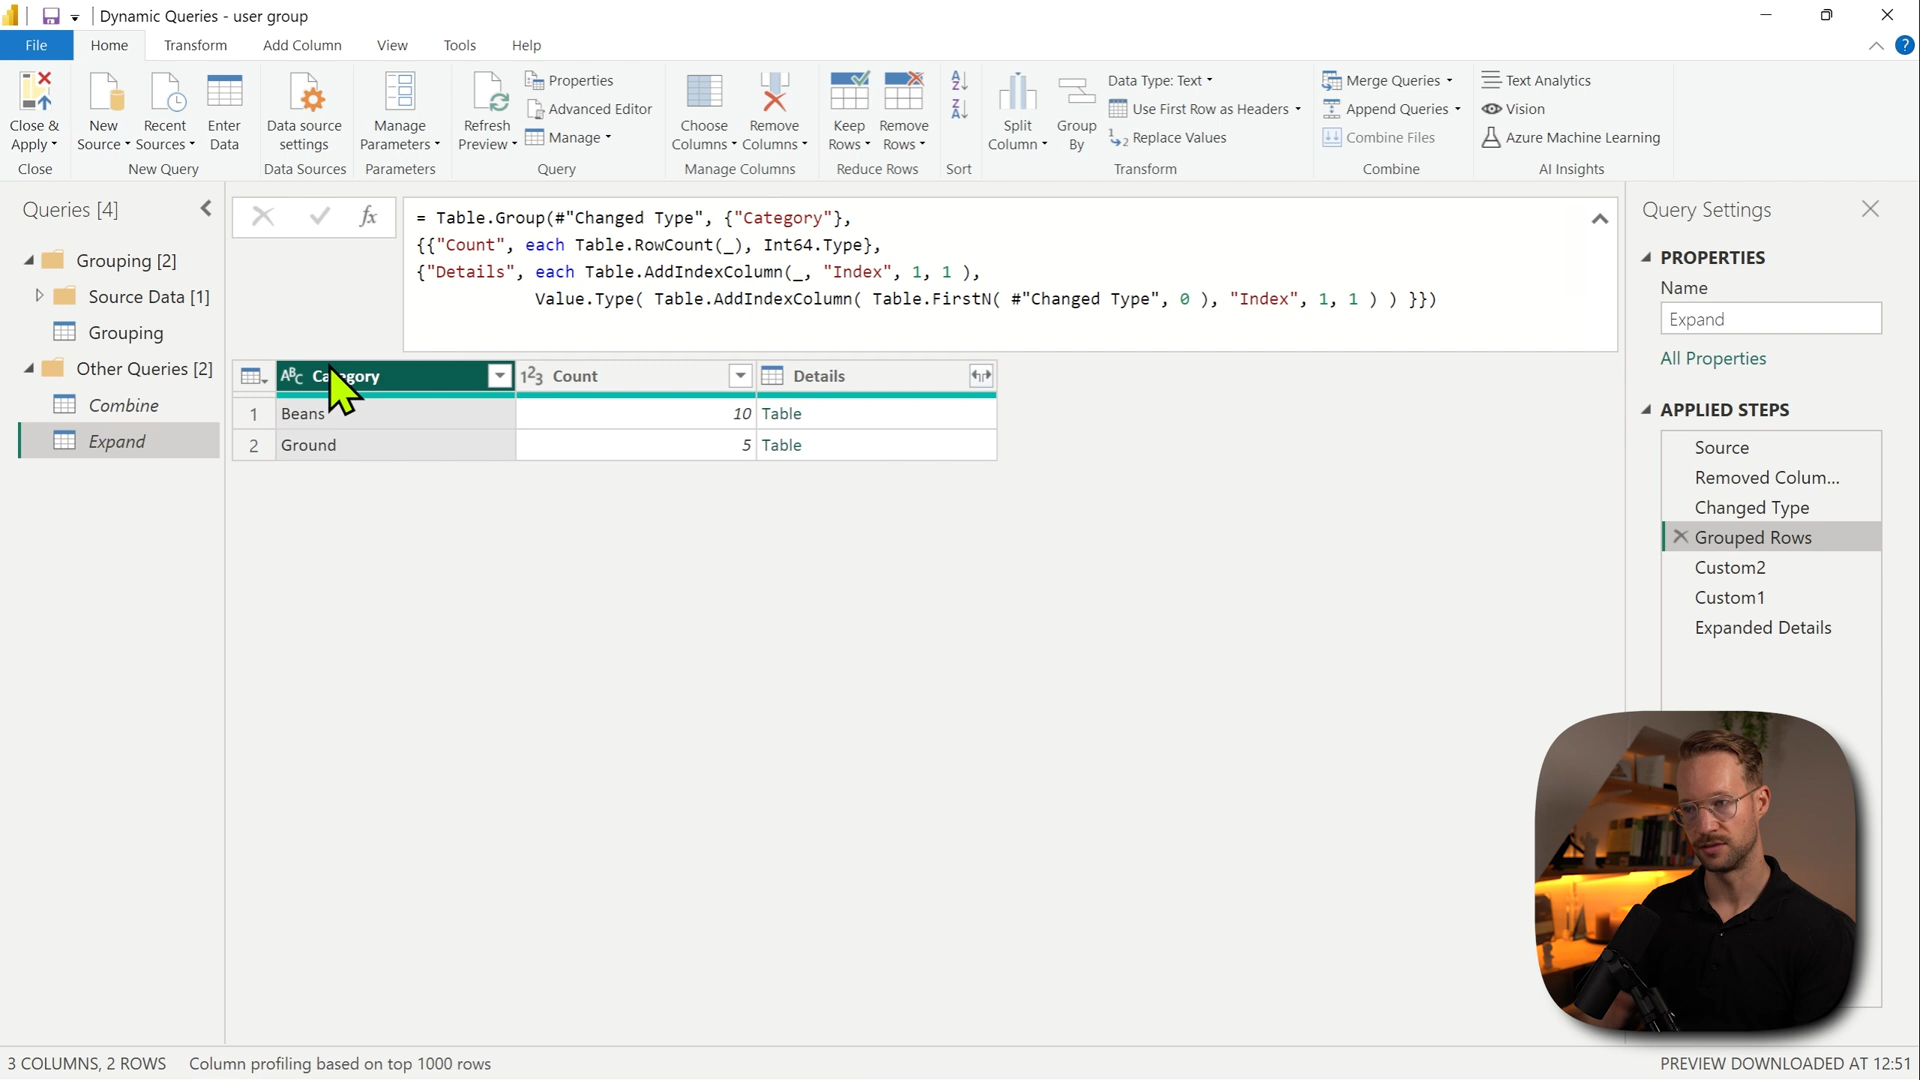 Dynamic Queries - user group
File Home Transform Add Column View Tools Help
Close & Apply
New Source
Recent Sources
Enter Data
Data source settings
Manage Parameters
Refresh Preview
Properties
Advanced Editor
Manage
Choose Columns
Remove Columns
Keep Rows
Remove Rows
Split Column
Group By
Data Type: Text
Use First Row as Headers
Replace Values
Merge Queries
Append Queries
Combine Files
Text Analytics
Vision
Azure Machine Learning
Close New Query Data Sources Parameters Query Manage Columns Reduce Rows Sort Transform Combine AI Insights
Queries [4]
Grouping [2]
Source Data [1]
Grouping
Other Queries [2]
Combine
Expand
fx
= Table.Group(#"Changed Type", {"Category"},
{{"Count", each Table.RowCount(_), Int64.Type},
{"Details", each Table.AddIndexColumn(_, "Index", 1, 1 ),
Value.Type( Table.AddIndexColumn( Table.FirstN( #"Changed Type", 0 ), "Index", 1, 1 ) ) }})
ABC Category 123 Count Details
1 Beans 10 Table
2 Ground 5 Table
Query Settings
PROPERTIES
Name
Expand
All Properties
APPLIED STEPS
Source
Removed Colum...
Changed Type
Grouped Rows
Custom2
Custom1
Expanded Details
3 COLUMNS, 2 ROWS Column profiling based on top 1000 rows PREVIEW DOWNLOADED AT 12:51